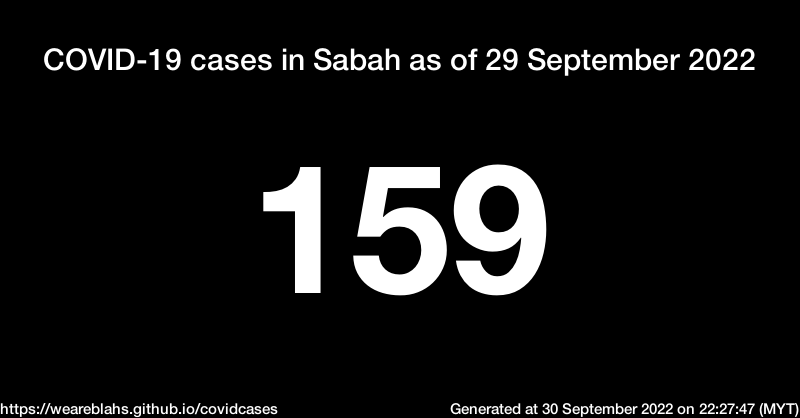 COVID-19 cases in Sabah as of 29 September 2022
159
https://weareblahs.github.io/covidcases
Generated at 30 September 2022 on 22:27:47 (MYT)